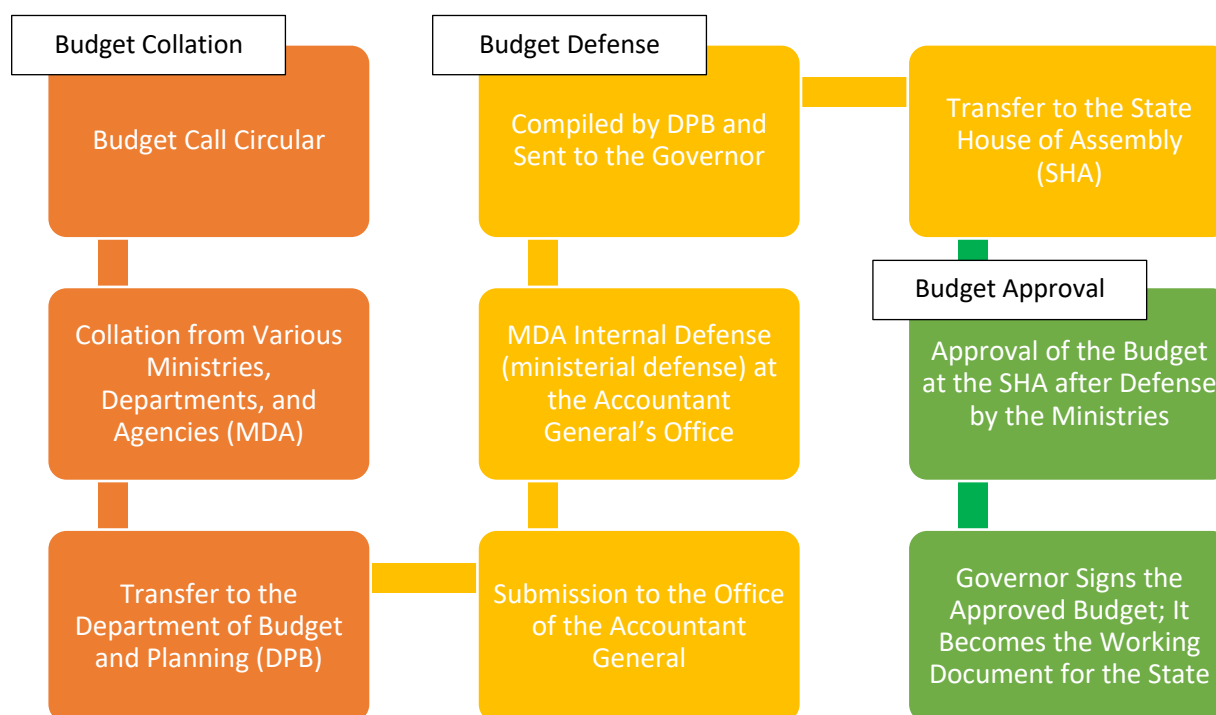 Budget Collation
Budget Call Circular
Collation from Various
Ministries,
Departments, and
Agencies (MDA)
Transfer to the
Department of Budget
and Planning (DPB)
Submission to the Office
of the Accountant
General
MDA Internal Defense
(ministerial defense) at
the Accountant
General’s Office
Budget Defense
Compiled by DPB and
Sent to the Governor
Transfer to the State
House of Assembly
(SHA)
Budget Approval
Approval of the Budget
at the SHA after Defense
by the Ministries
Governor Signs the
Approved Budget; It
Becomes the Working
Document for the State